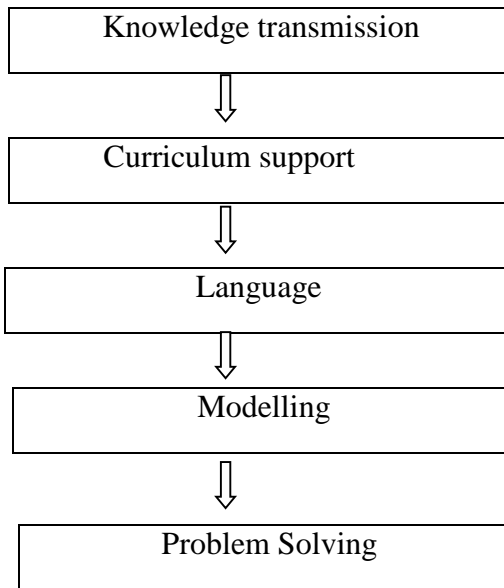 Knowledge transmission
Curriculum support
Language
Modelling
Problem Solving